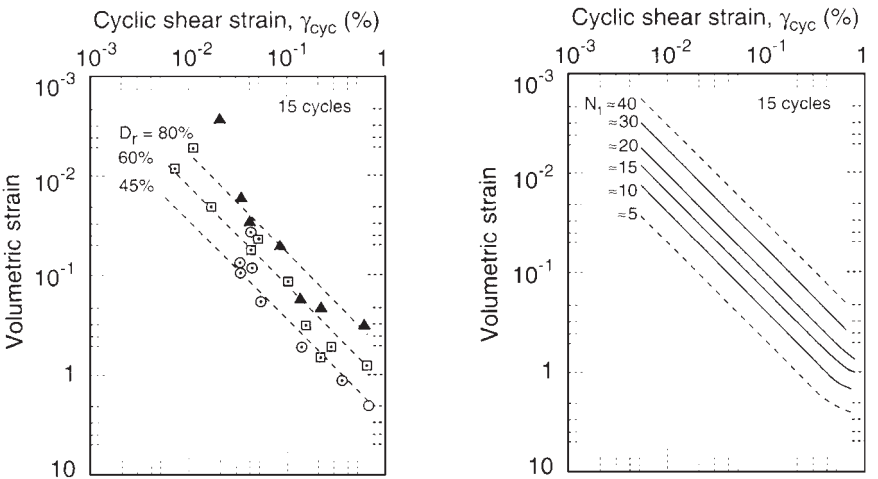 Cyclic shear strain, γcyc (%)
10-3 10-2 10-1 1
10-3
10-2
10-1
1
10
Volumetric strain
15 cycles
Dr = 80%
60%
45%
Cyclic shear strain, γcyc (%)
10-3 10-2 10-1 1
10-3
10-2
10-1
1
10
Volumetric strain
15 cycles
N1 ≈40
≈30
≈20
≈15
≈10
≈5